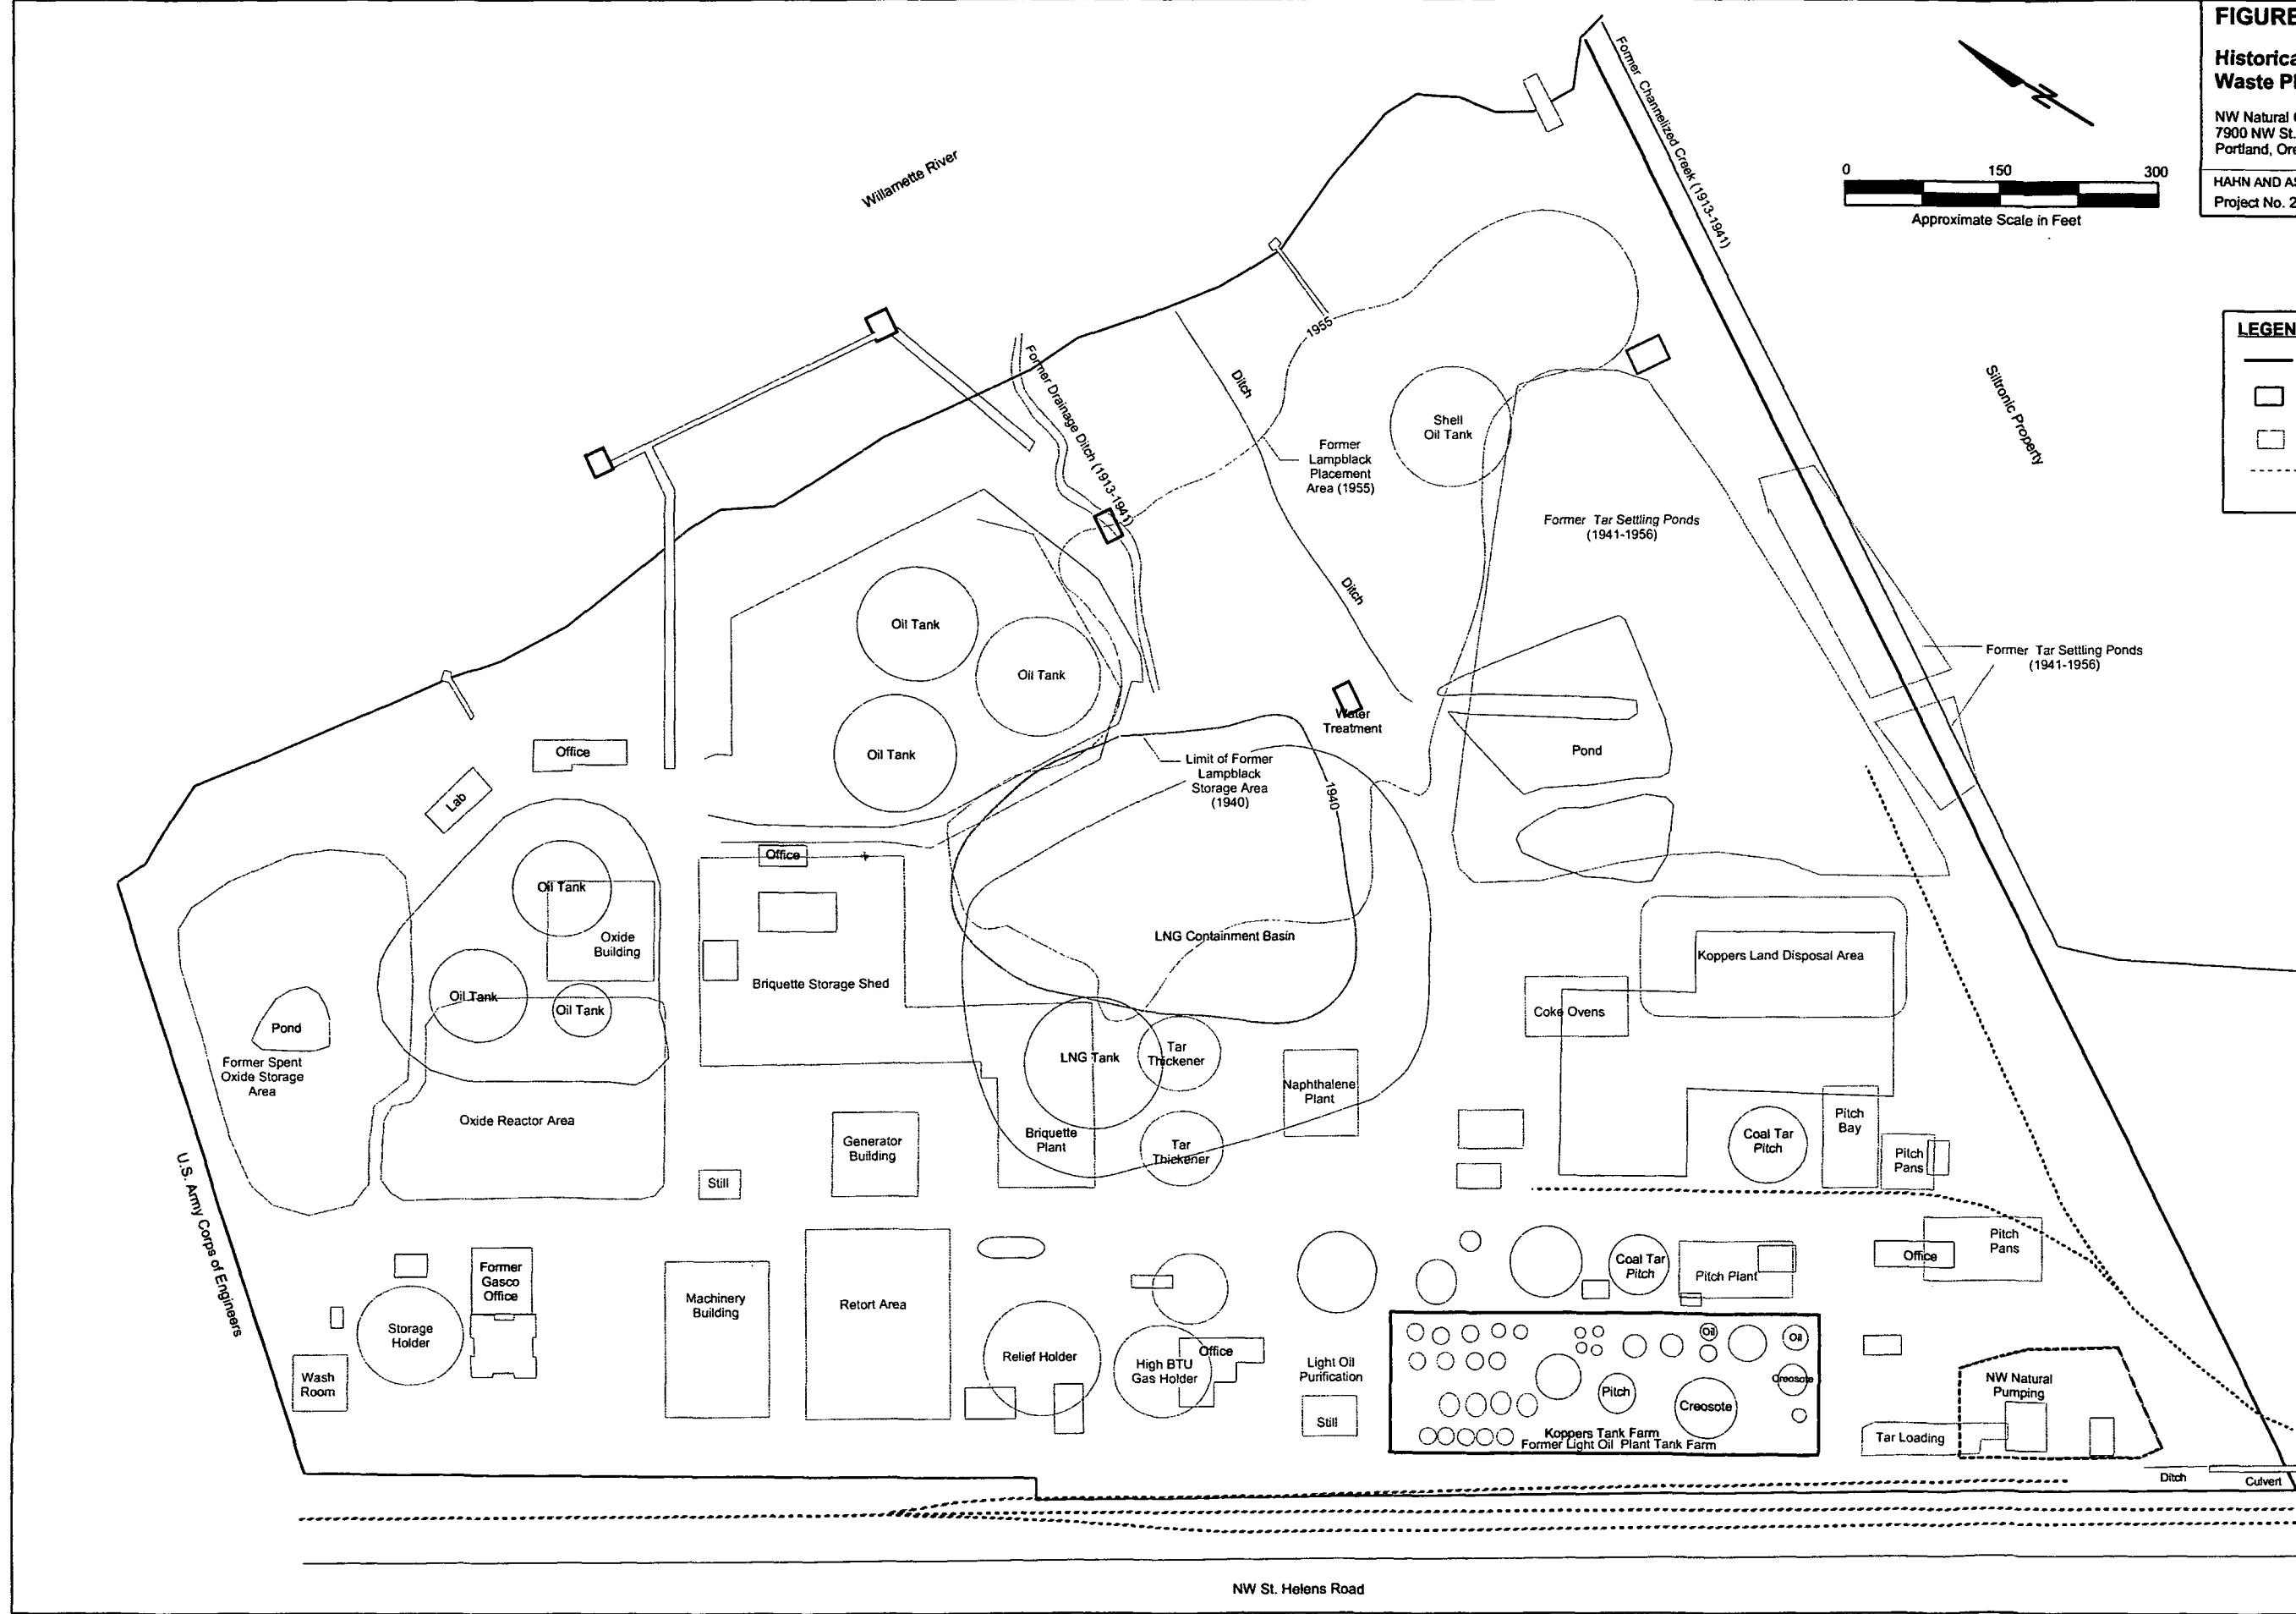 FIGURE
Historica
Waste Pl
NW Natural
7900 NW St.
Portland, Ore
HAHN AND AS
Project No. 2
N
0 150 300
Approximate Scale in Feet
LEGEN
Willamette River
Former Channelized Creek (1913-1941)
Siltronic Property
1955
Former Drainage Ditch (1913-1941)
Ditch
Former
Lampblack
Placement
Area (1955)
Shell
Oil Tank
Former Tar Settling Ponds
(1941-1956)
Ditch
Oil Tank
Oil Tank
Oil Tank
Former Tar Settling Ponds
(1941-1956)
Water
Treatment
Pond
Office
Lab
Limit of Former
Lampblack
Storage Area
(1940)
1940
Office
Oil Tank
Oxide
Building
LNG Containment Basin
Koppers Land Disposal Area
Briquette Storage Shed
Oil Tank
Oil Tank
Coke Ovens
Pond
Former Spent
Oxide Storage
Area
LNG Tank
Tar
Thickener
Naphthalene
Plant
Oxide Reactor Area
Generator
Building
Briquette
Plant
Tar
Thickener
Coal Tar
Pitch
Pitch
Bay
Pitch
Pans
Still
U.S. Army Corps of Engineers
Former
Gasco
Office
Storage
Holder
Wash
Room
Machinery
Building
Retort Area
Relief Holder
High BTU
Gas Holder
Office
Light Oil
Purification
Still
Coal Tar
Pitch
Pitch Plant
Office
Pitch
Pans
Oil
Oil
Creosote
Pitch
Creosote
Koppers Tank Farm
Former Light Oil Plant Tank Farm
NW Natural
Pumping
Tar Loading
Ditch
Culvert
NW St. Helens Road